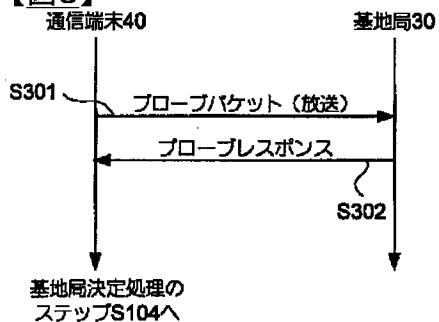 通信端末40
基地局30
S301
プローブパケット（放送）
プローブレスポンス
S302
基地局決定処理の
ステップS104へ